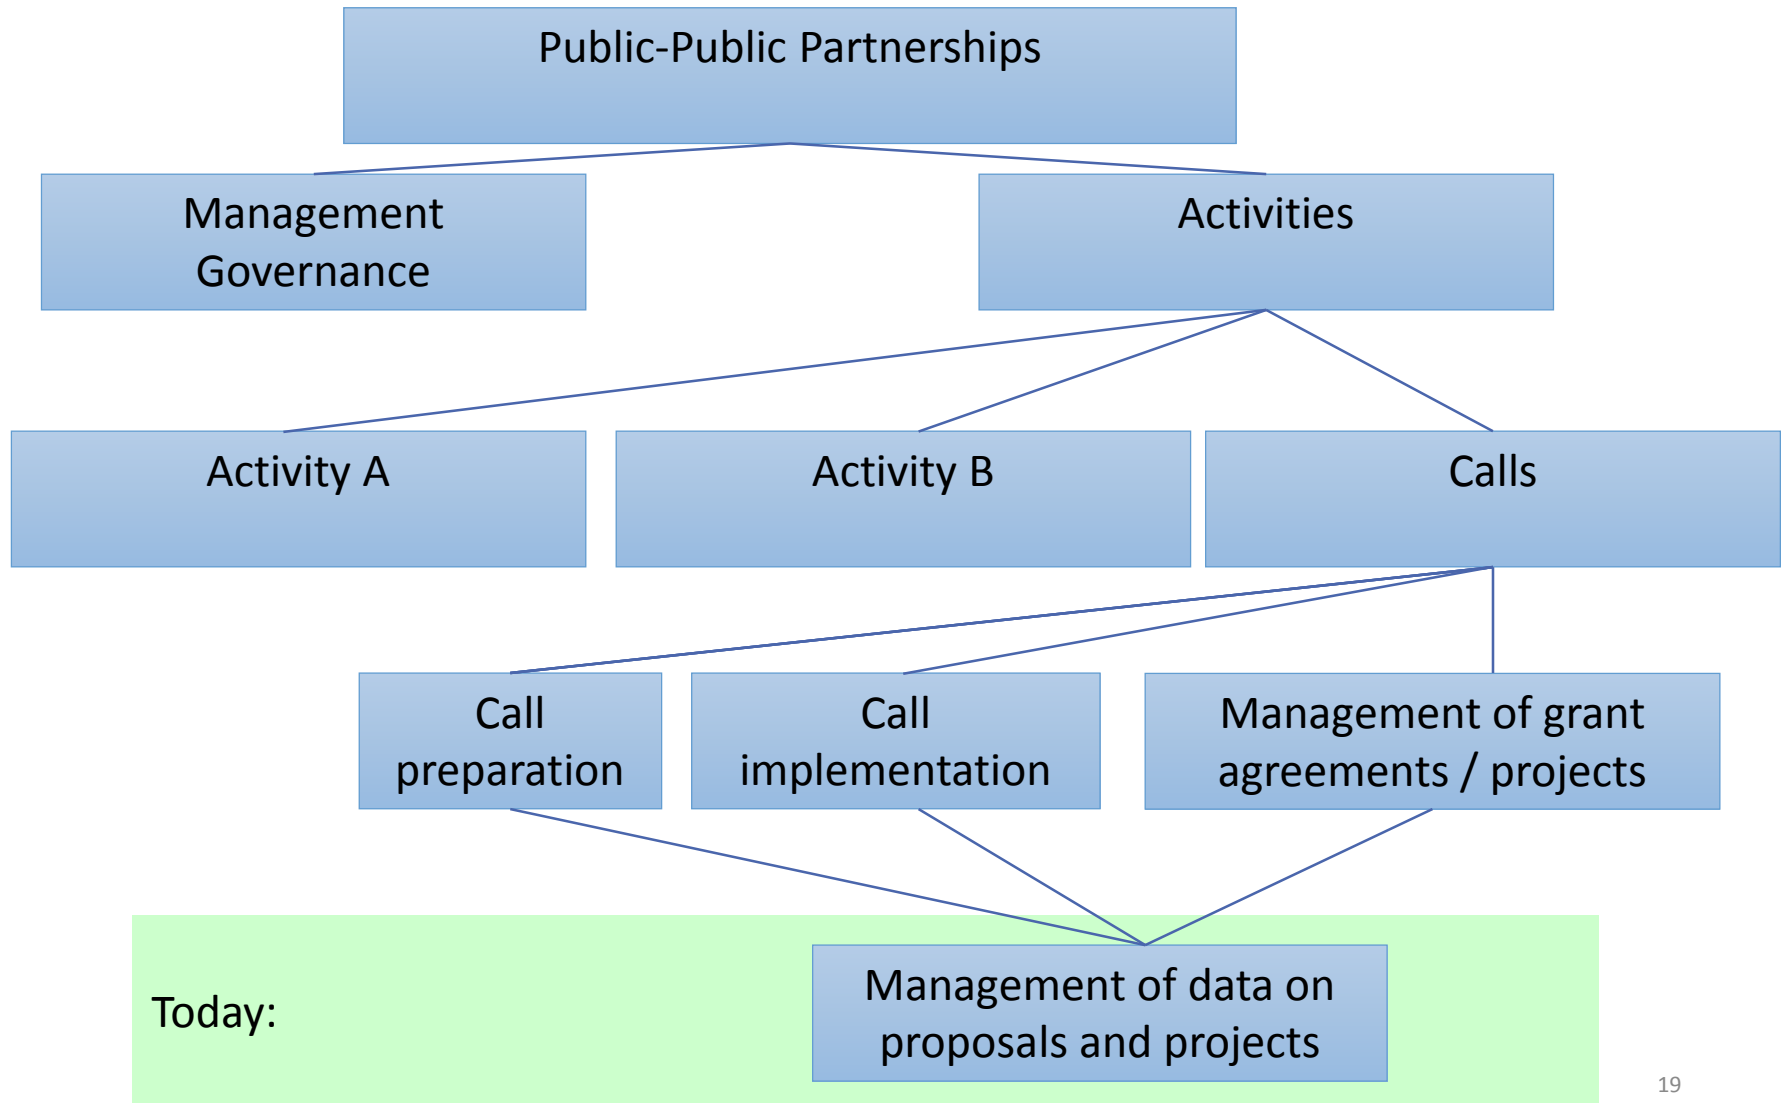 Public-Public Partnerships
Management
Governance
Activities
Activity A
Activity B
Calls
Call
preparation
Call
implementation
Management of grant
agreements / projects
Today:
Management of data on
proposals and projects
19